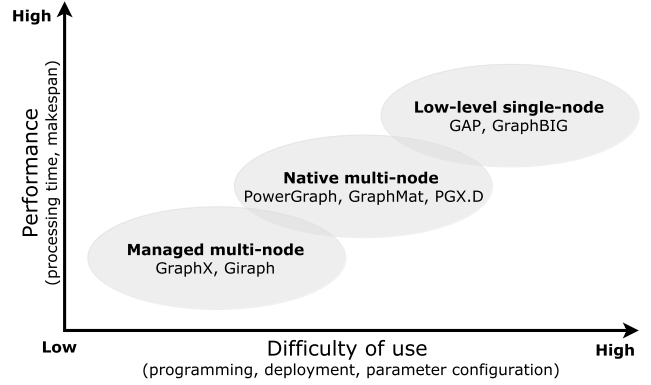 High
Performance
(processing time, makespan)
Low-level single-node
GAP, GraphBIG
Native multi-node
PowerGraph, GraphMat, PGX.D
Managed multi-node
GraphX, Giraph
Low
Difficulty of use
High
(programming, deployment, parameter configuration)